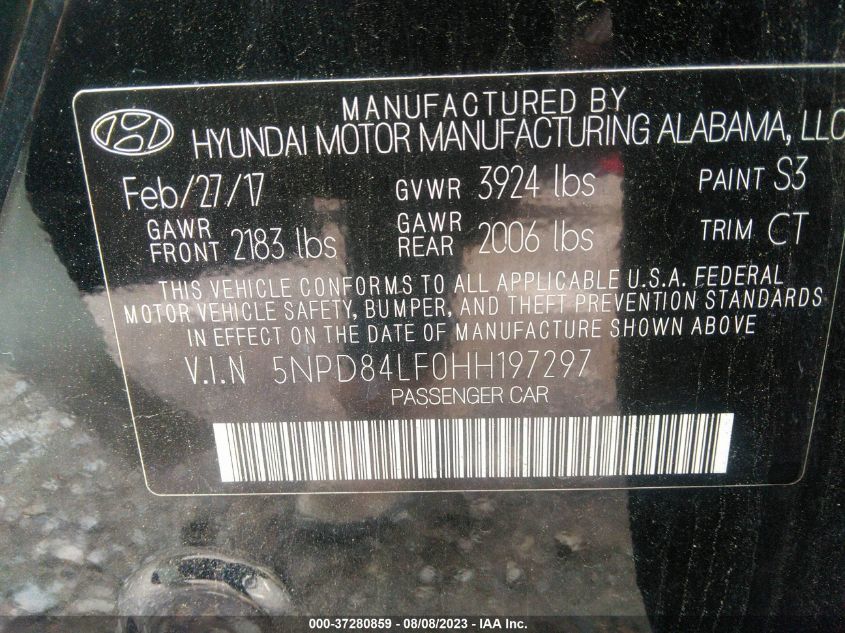 MANUFACTURED BY
HYUNDAI MOTOR MANUFACTURING ALABAMA, LLC
Feb/27/17 GVWR 3924 lbs PAINT S3
GAWR FRONT 2183 lbs GAWR REAR 2006 lbs TRIM CT
THIS VEHICLE CONFORMS TO ALL APPLICABLE U.S.A. FEDERAL
MOTOR VEHICLE SAFETY, BUMPER, AND THEFT PREVENTION STANDARDS
IN EFFECT ON THE DATE OF MANUFACTURE SHOWN ABOVE
V.I.N 5NPD84LF0HH197297
PASSENGER CAR
000-37280859 - 08/08/2023 - IAA Inc.